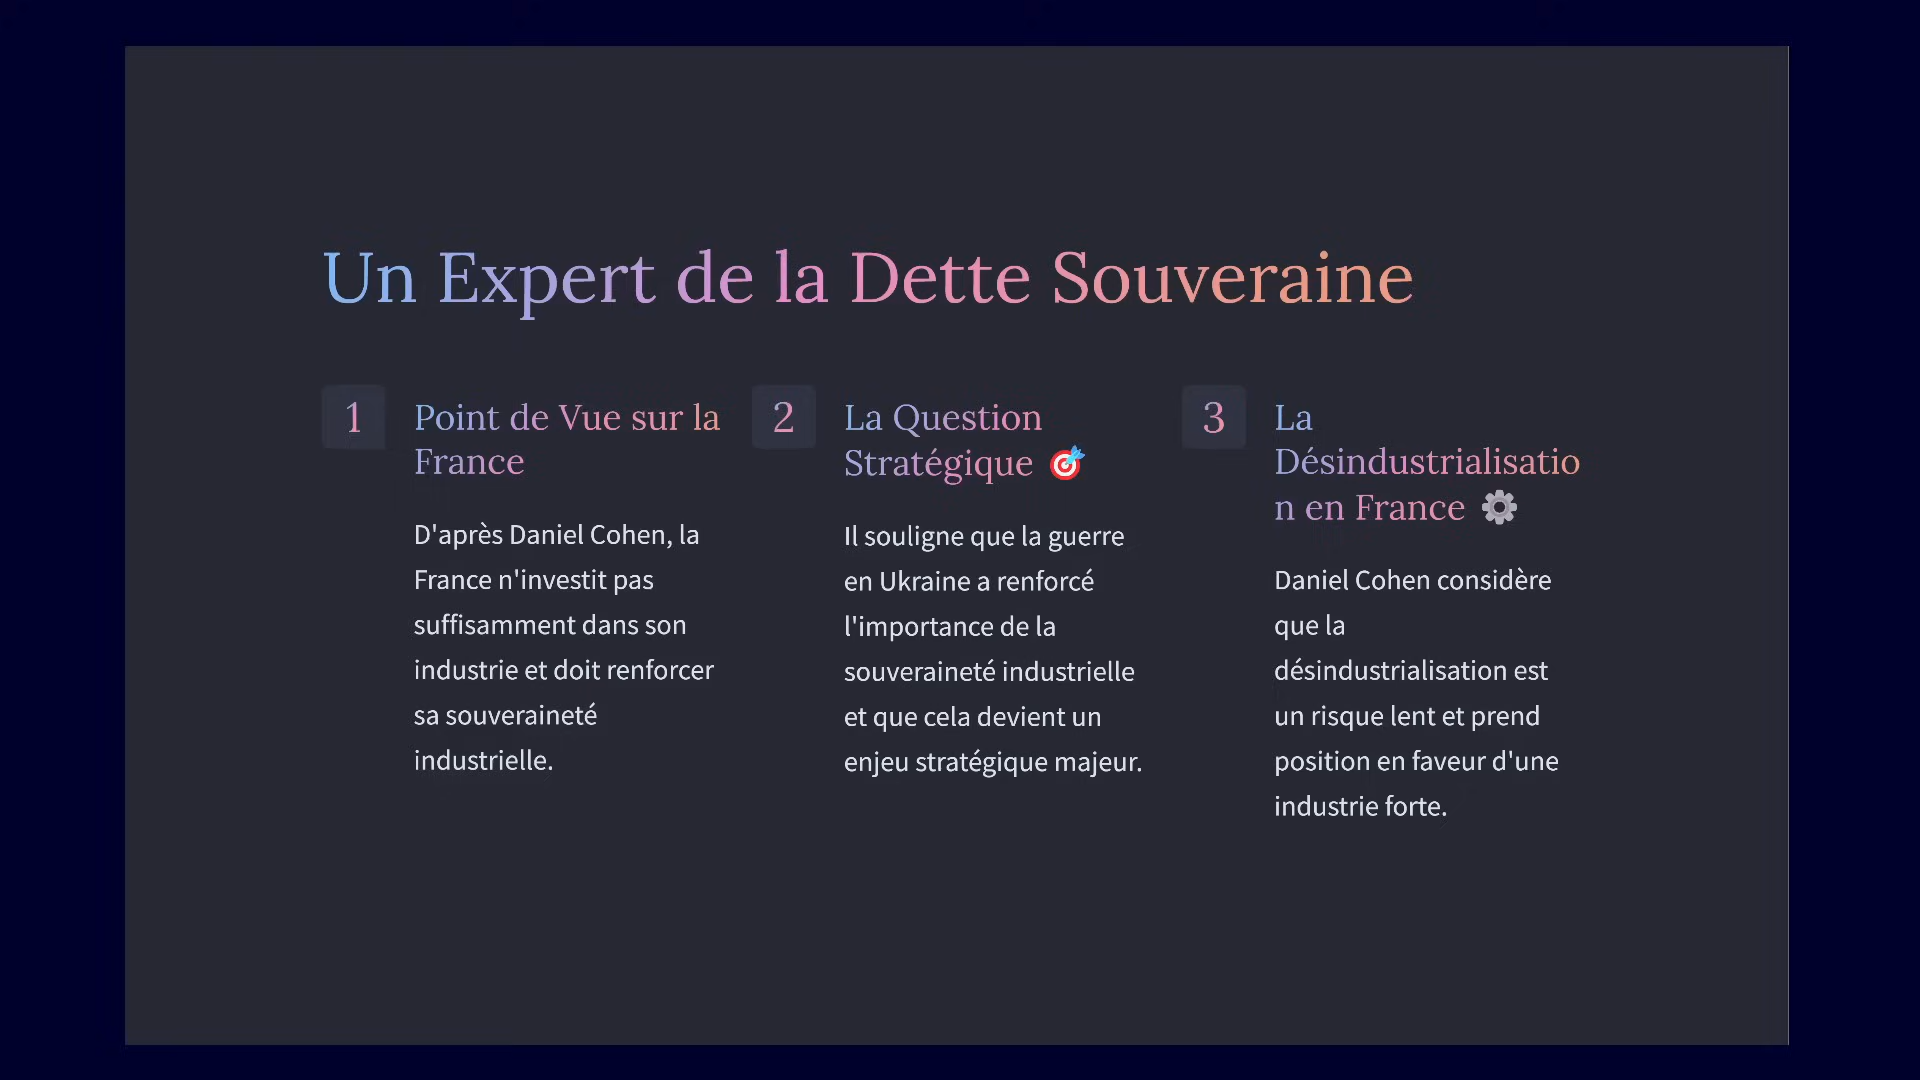 Un Expert de la Dette Souveraine
1
Point de Vue sur la
France
D'après Daniel Cohen, la
France n'investit pas
suffisamment dans son
industrie et doit renforcer
sa souveraineté
industrielle.
2
La Question
Stratégique 🎯
Il souligne que la guerre
en Ukraine a renforcé
l'importance de la
souveraineté industrielle
et que cela devient un
enjeu stratégique majeur.
3
La
Désindustrialisatio
n en France ⚙️
Daniel Cohen considère
que la
désindustrialisation est
un risque lent et prend
position en faveur d'une
industrie forte.